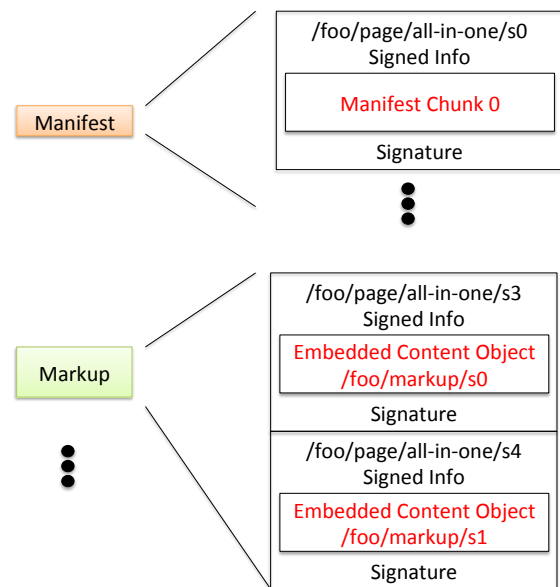 /foo/page/all-in-one/s0
Signed Info
Manifest Chunk 0
Manifest
Signature
/foo/page/all-in-one/s3
Signed Info
Embedded Content Object
/foo/markup/s0
Markup
Signature
/foo/page/all-in-one/s4
Signed Info
Embedded Content Object
/foo/markup/s1
Signature